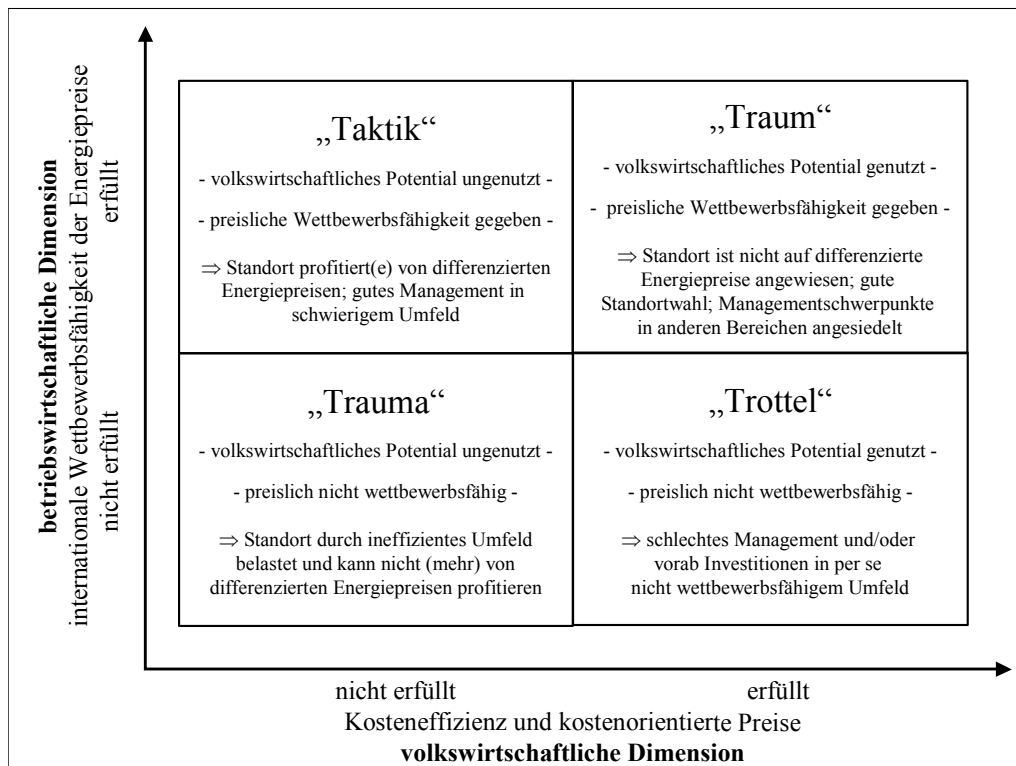 betriebswirtschaftliche Dimension
internationale Wettbewerbsfähigkeit der Energiepreise
nicht erfüllt
erfüllt
„Taktik“
- volkswirtschaftliches Potential ungenutzt -
- preisliche Wettbewerbsfähigkeit gegeben -
⇒ Standort profitiert(e) von differenzierten
Energiepreisen; gutes Management in
schwierigem Umfeld
„Traum“
- volkswirtschaftliches Potential genutzt -
- preisliche Wettbewerbsfähigkeit gegeben -
⇒ Standort ist nicht auf differenzierte
Energiepreise angewiesen; gute
Standortwahl; Managementschwerpunkte
in anderen Bereichen angesiedelt
„Trauma“
- volkswirtschaftliches Potential ungenutzt -
- preislich nicht wettbewerbsfähig -
⇒ Standort durch ineffizientes Umfeld
belastet und kann nicht (mehr) von
differenzierten Energiepreisen profitieren
„Trottel“
- volkswirtschaftliches Potential genutzt -
- preislich nicht wettbewerbsfähig -
⇒ schlechtes Management und/oder
vorab Investitionen in per se
nicht wettbewerbsfähigem Umfeld
nicht erfüllt
erfüllt
Kosteneffizienz und kostenorientierte Preise
volkswirtschaftliche Dimension